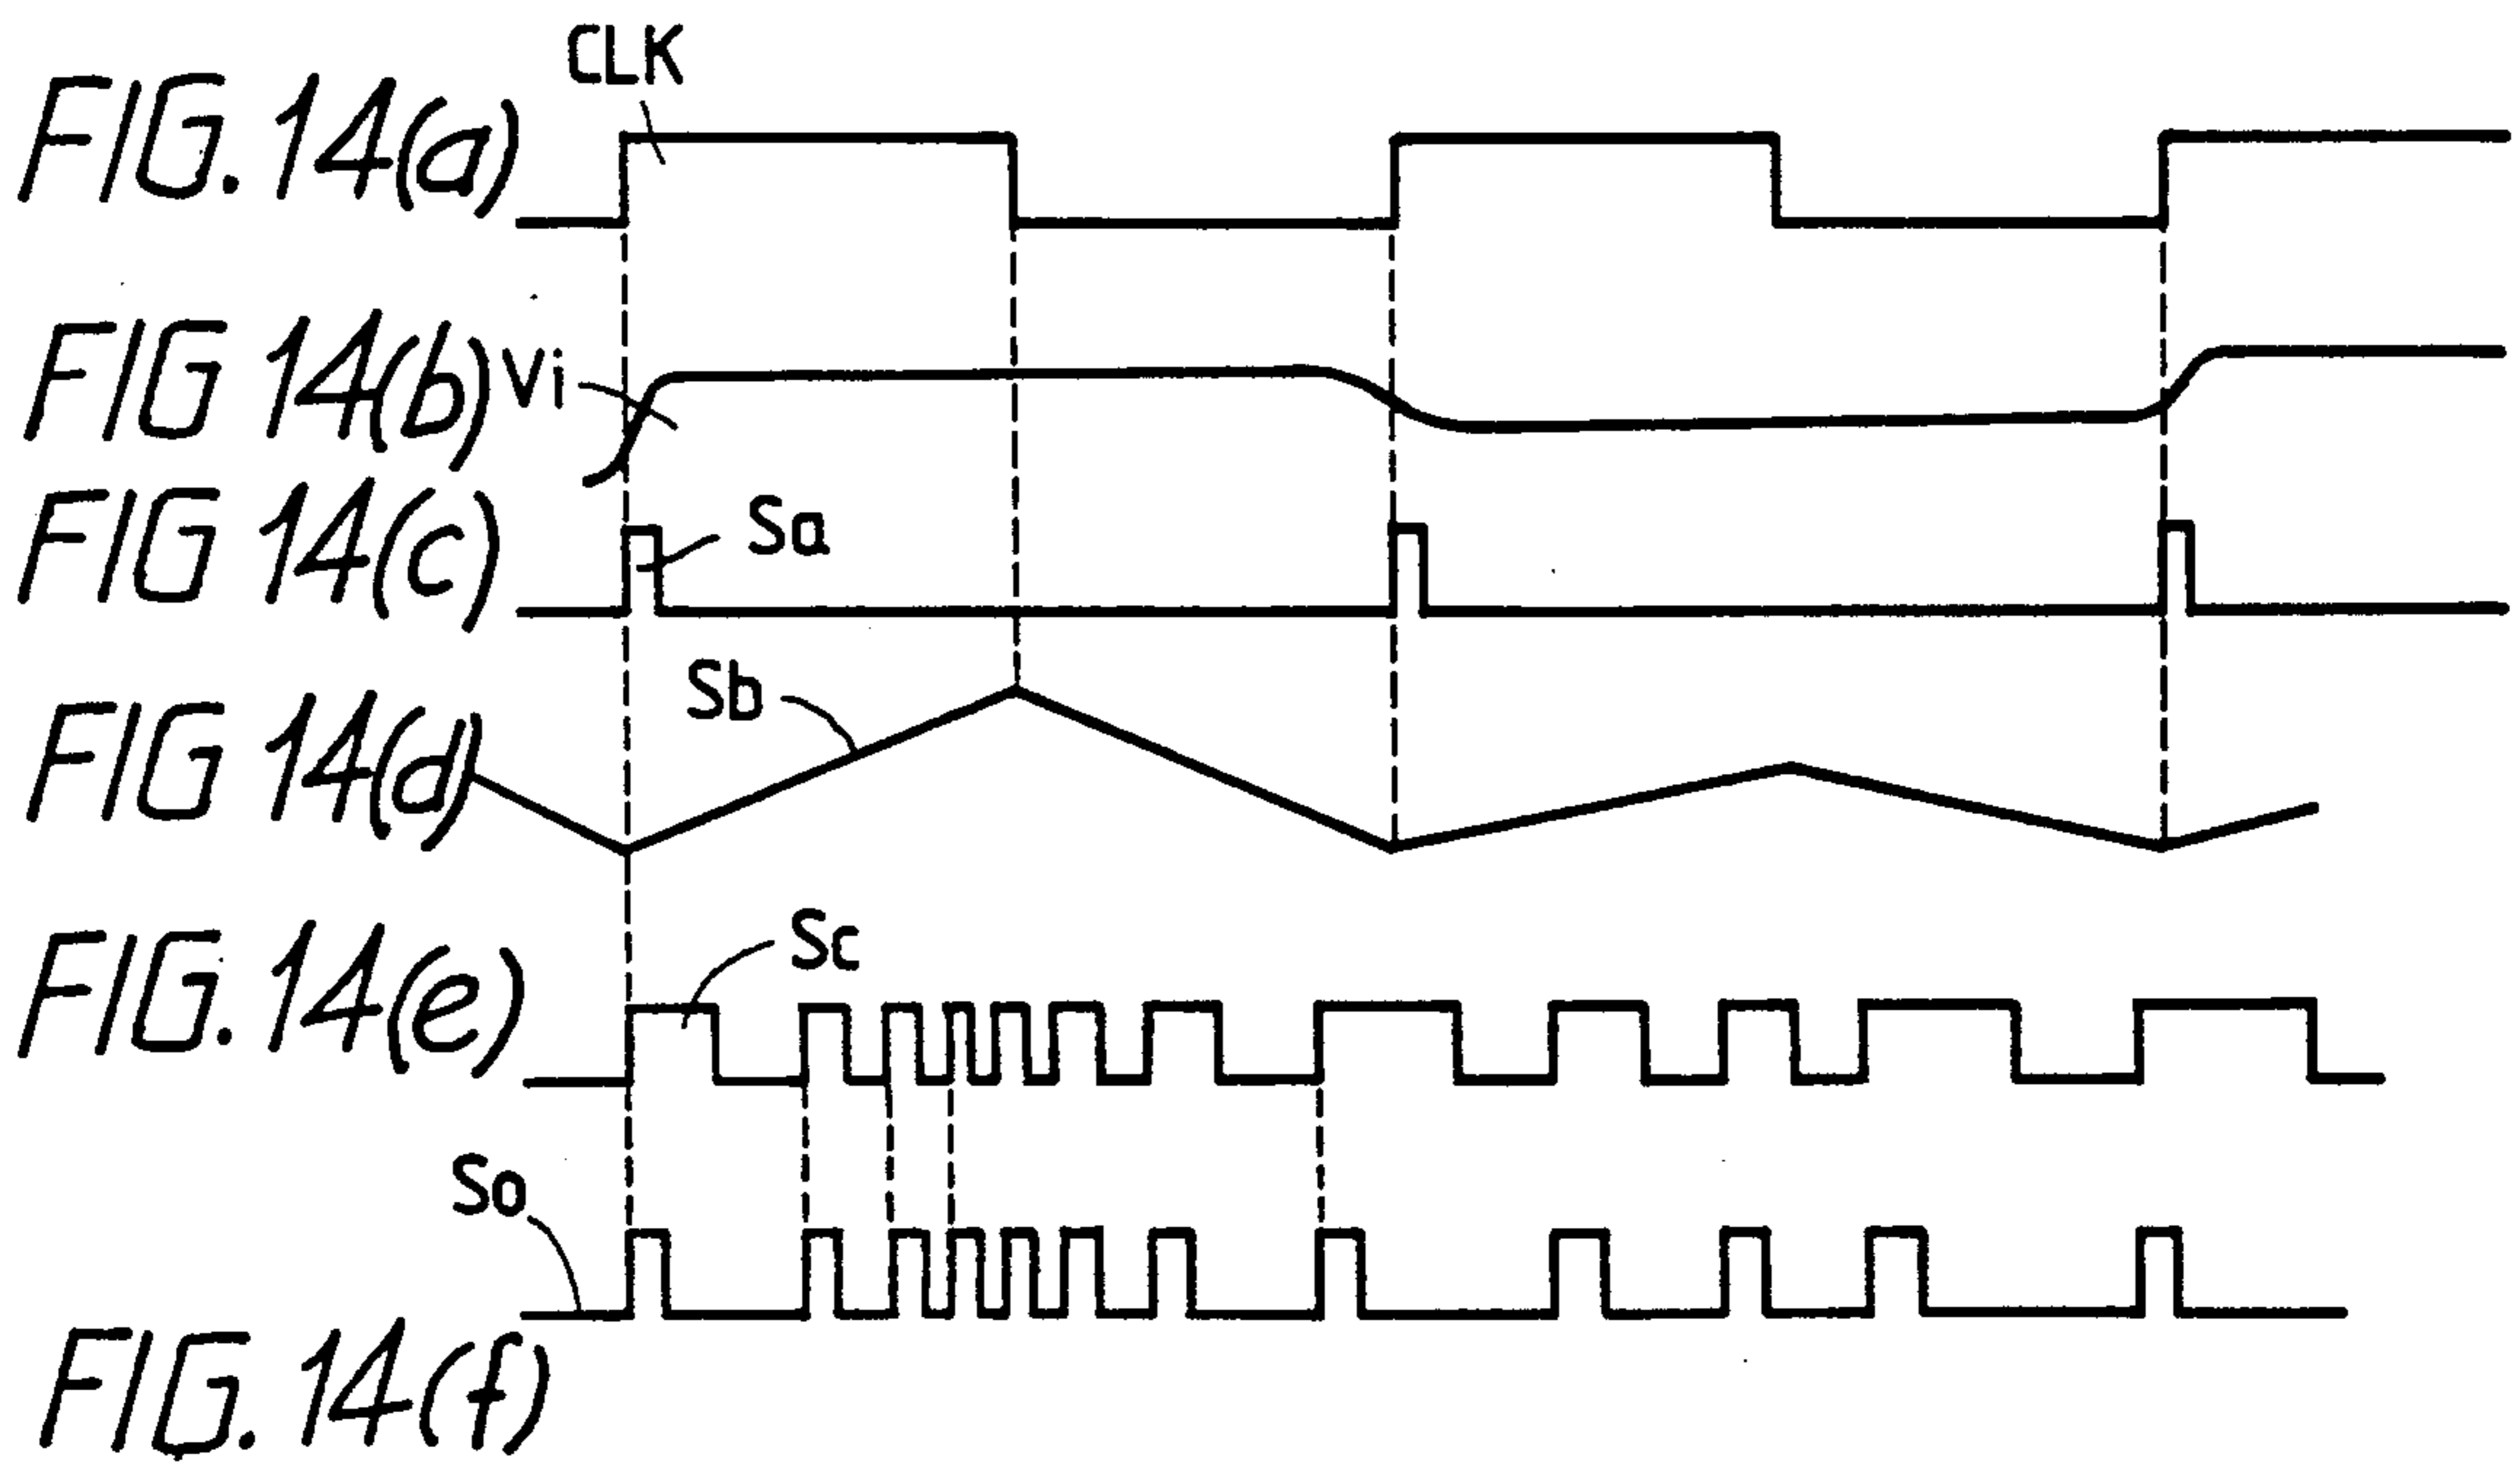 CLK
FIG. 14(a)
FIG 14(b) Vi
FIG 14(c)
Sa
Sb
FIG 14(d)
Sc
FIG. 14(e)
So
FIG. 14(f)